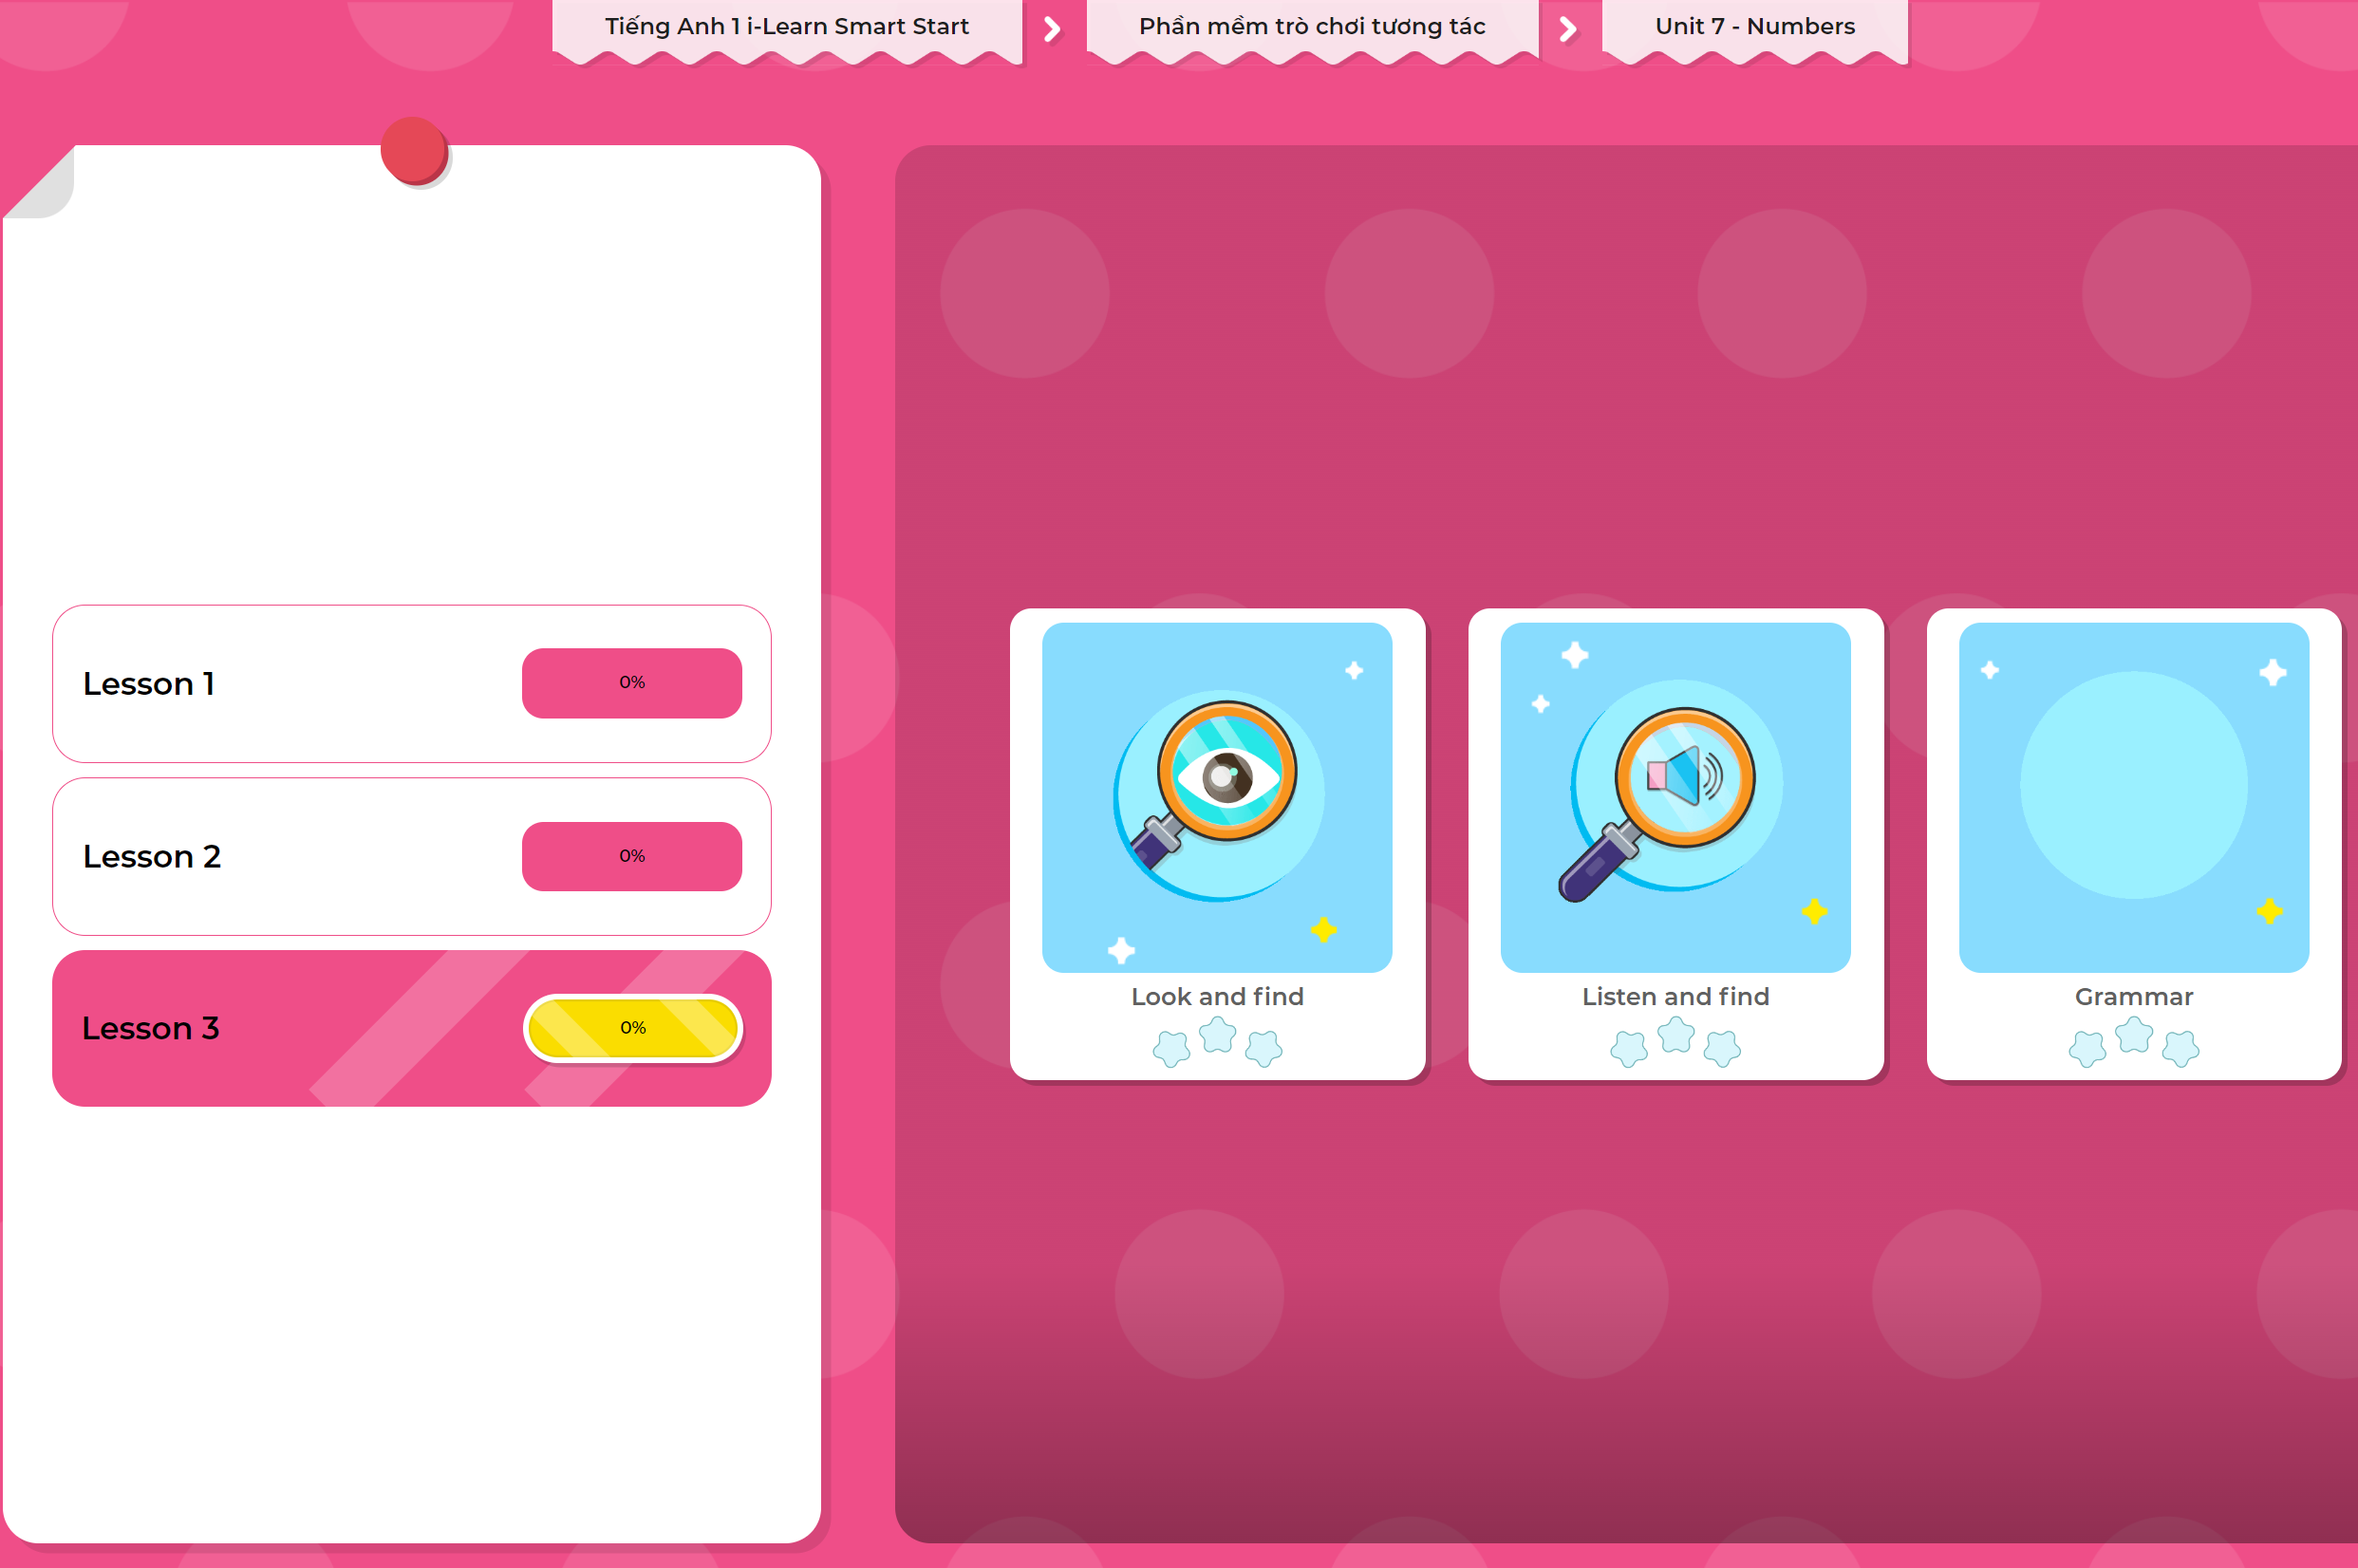 Tiếng Anh 1 i-Learn Smart Start
Phần mềm trò chơi tương tác
Unit 7 - Numbers
Lesson 1
0%
Lesson 2
0%
Lesson 3
0%
Look and find
Listen and find
Grammar